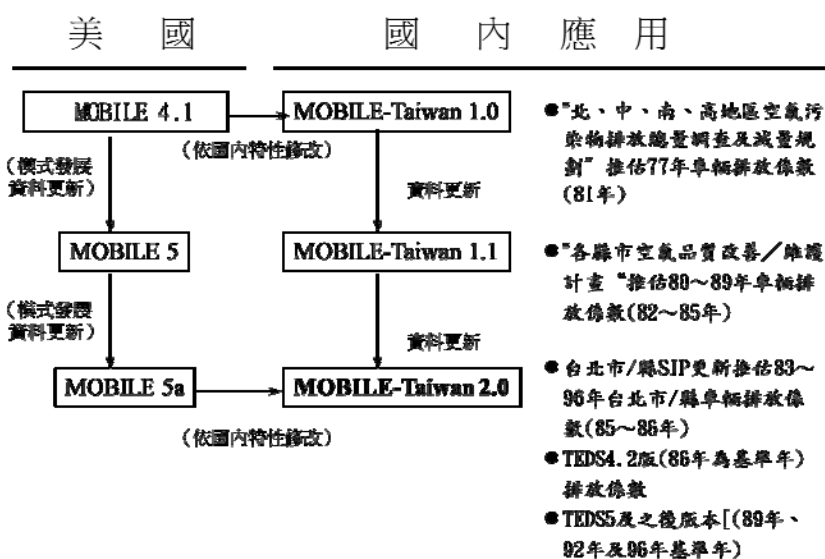 美國
國內應用
MOBILE 4.1
MOBILE-Taiwan 1.0
(依國內特性修改)
(模式發展
資料更新)
資料更新
MOBILE 5
MOBILE-Taiwan 1.1
(模式發展
資料更新)
資料更新
MOBILE 5a
MOBILE-Taiwan 2.0
(依國內特性修改)
●"北、中、南、高地區空氣污
染物排放總量調查及減量規
劃" 推估77年車輛排放係數
(81年)
●"各縣市空氣品質改善/維護
計畫"推估80~89年車輛排
放係數(82~85年)
●台北市/縣SIP更新推估83~
96年台北市/縣車輛排放係
數(85~86年)
●TEDS4.2版(86年為基準年)
排放係數
●TEDS5及之後版本[(89年、
92年及96年基準年)